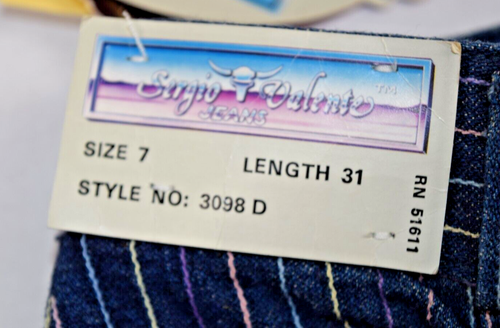 Sergio Valente TM
JEANS
SIZE 7
LENGTH 31
STYLE NO: 3098 D
RN 51611